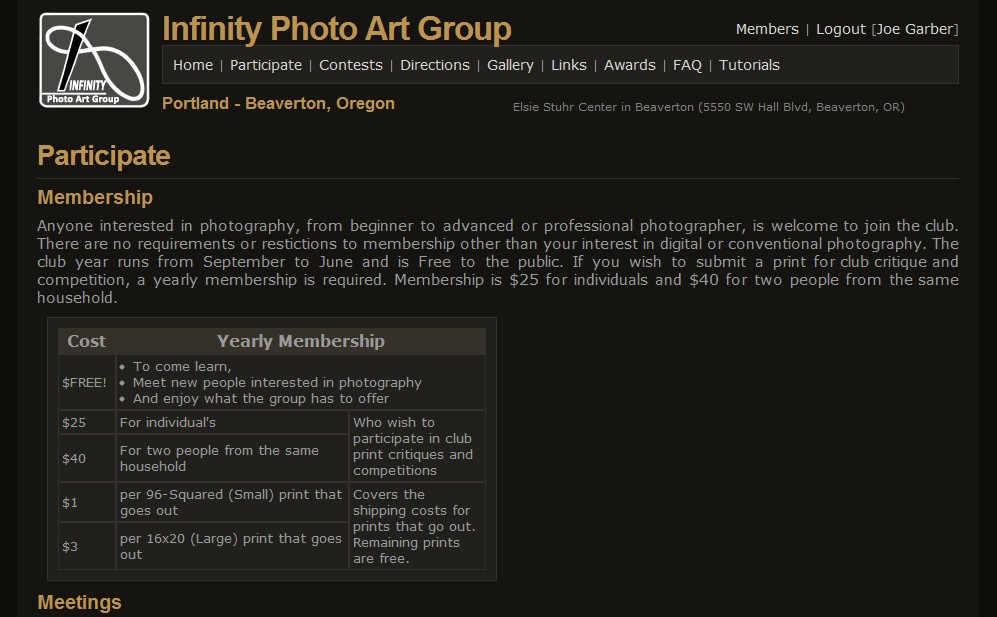 INFINITY
Photo Art Group
Infinity Photo Art Group
Members | Logout [Joe Garber]
Home | Participate | Contests | Directions | Gallery | Links | Awards | FAQ | Tutorials
Portland - Beaverton, Oregon
Elsie Stuhr Center in Beaverton (5550 SW Hall Blvd, Beaverton, OR)
Participate
Membership
Anyone interested in photography, from beginner to advanced or professional photographer, is welcome to join the club.
There are no requirements or restictions to membership other than your interest in digital or conventional photography. The
club year runs from September to June and is Free to the public. If you wish to submit a print for club critique and
competition, a yearly membership is required. Membership is $25 for individuals and $40 for two people from the same
household.
Cost Yearly Membership
$FREE!
• To come learn,
• Meet new people interested in photography
• And enjoy what the group has to offer
$25 For individual's
$40 For two people from the same
household
Who wish to
participate in club
print critiques and
competitions
$1 per 96-Squared (Small) print that
goes out
$3 per 16x20 (Large) print that goes
out
Covers the
shipping costs for
prints that go out.
Remaining prints
are free.
Meetings